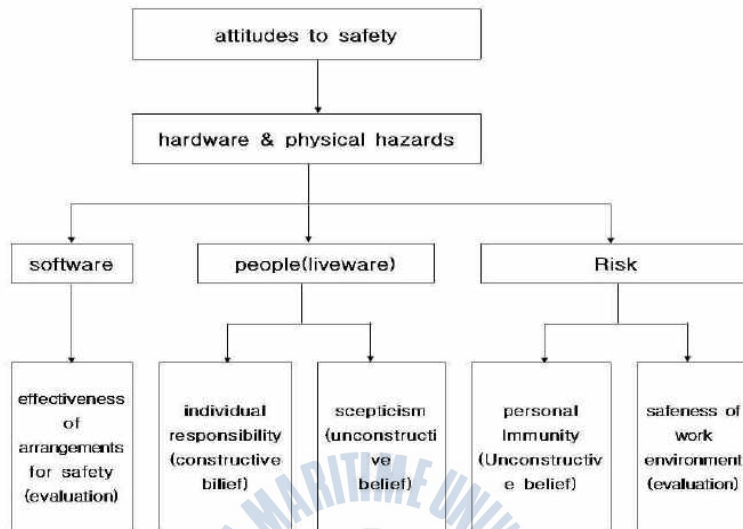 attitudes to safety
hardware & physical hazards
software
people(liveware)
Risk
effectiveness
of
arrangements
for safety
(evaluation)
individual
responsibility
(constructive
bilief)
scepticism
(unconstructi
ve
belief)
personal
Immunity
(Unconstructiv
e belief)
safeness of
work
environment
(evaluation)
MARITIME